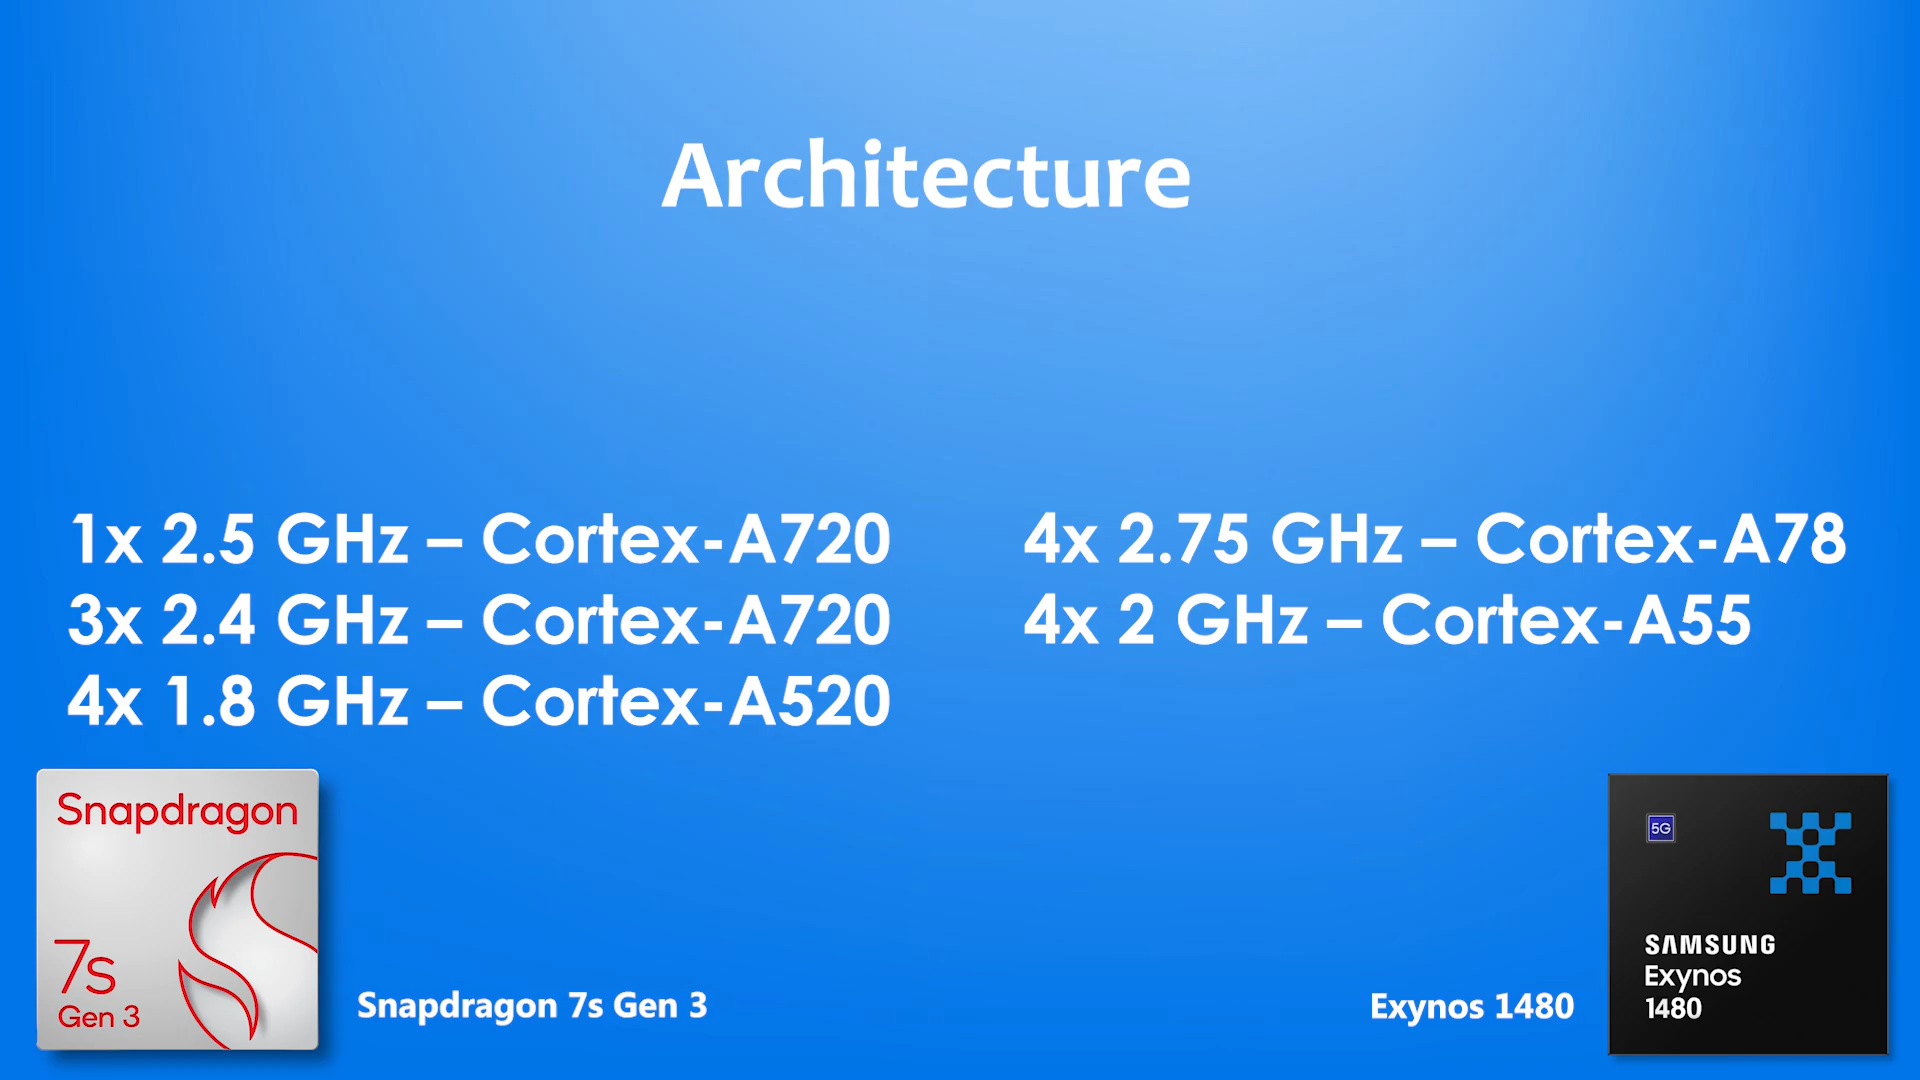 Architecture
1x 2.5 GHz – Cortex-A720
3x 2.4 GHz – Cortex-A720
4x 1.8 GHz – Cortex-A520
4x 2.75 GHz – Cortex-A78
4x 2 GHz – Cortex-A55
Snapdragon
7s
Gen 3
Snapdragon 7s Gen 3
Exynos 1480
5G
SAMSUNG
Exynos
1480